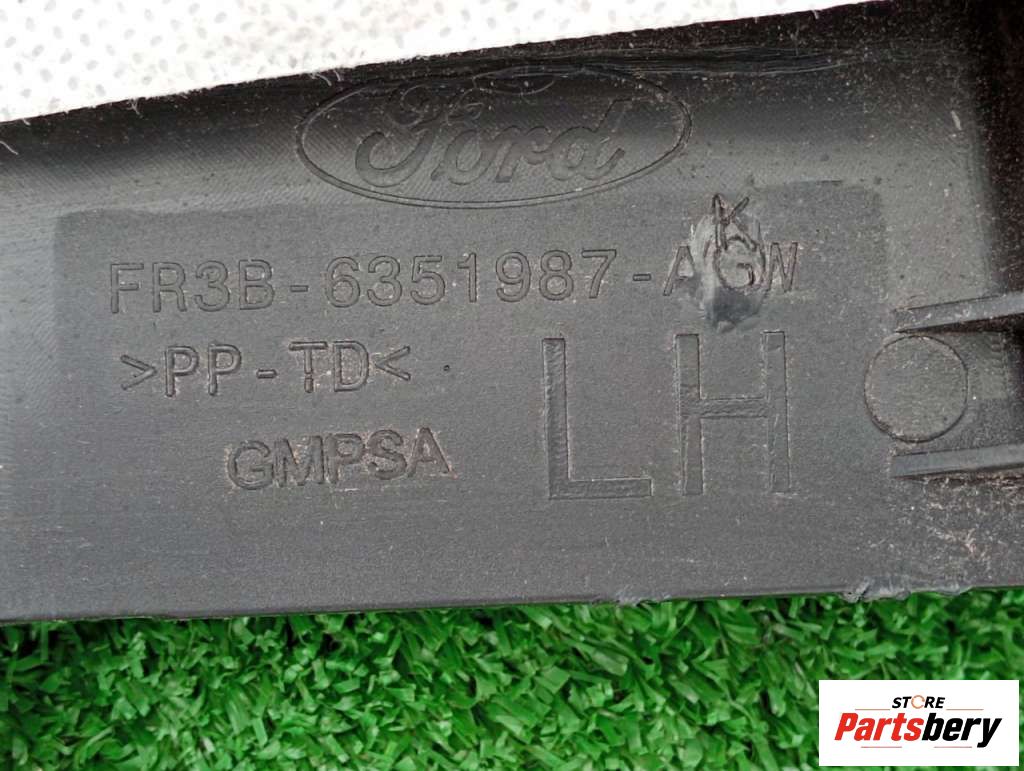 Ford
K
FR3B-6351987-AGW
>PP-TD<
LH
GMPSA
STORE
Partsbery